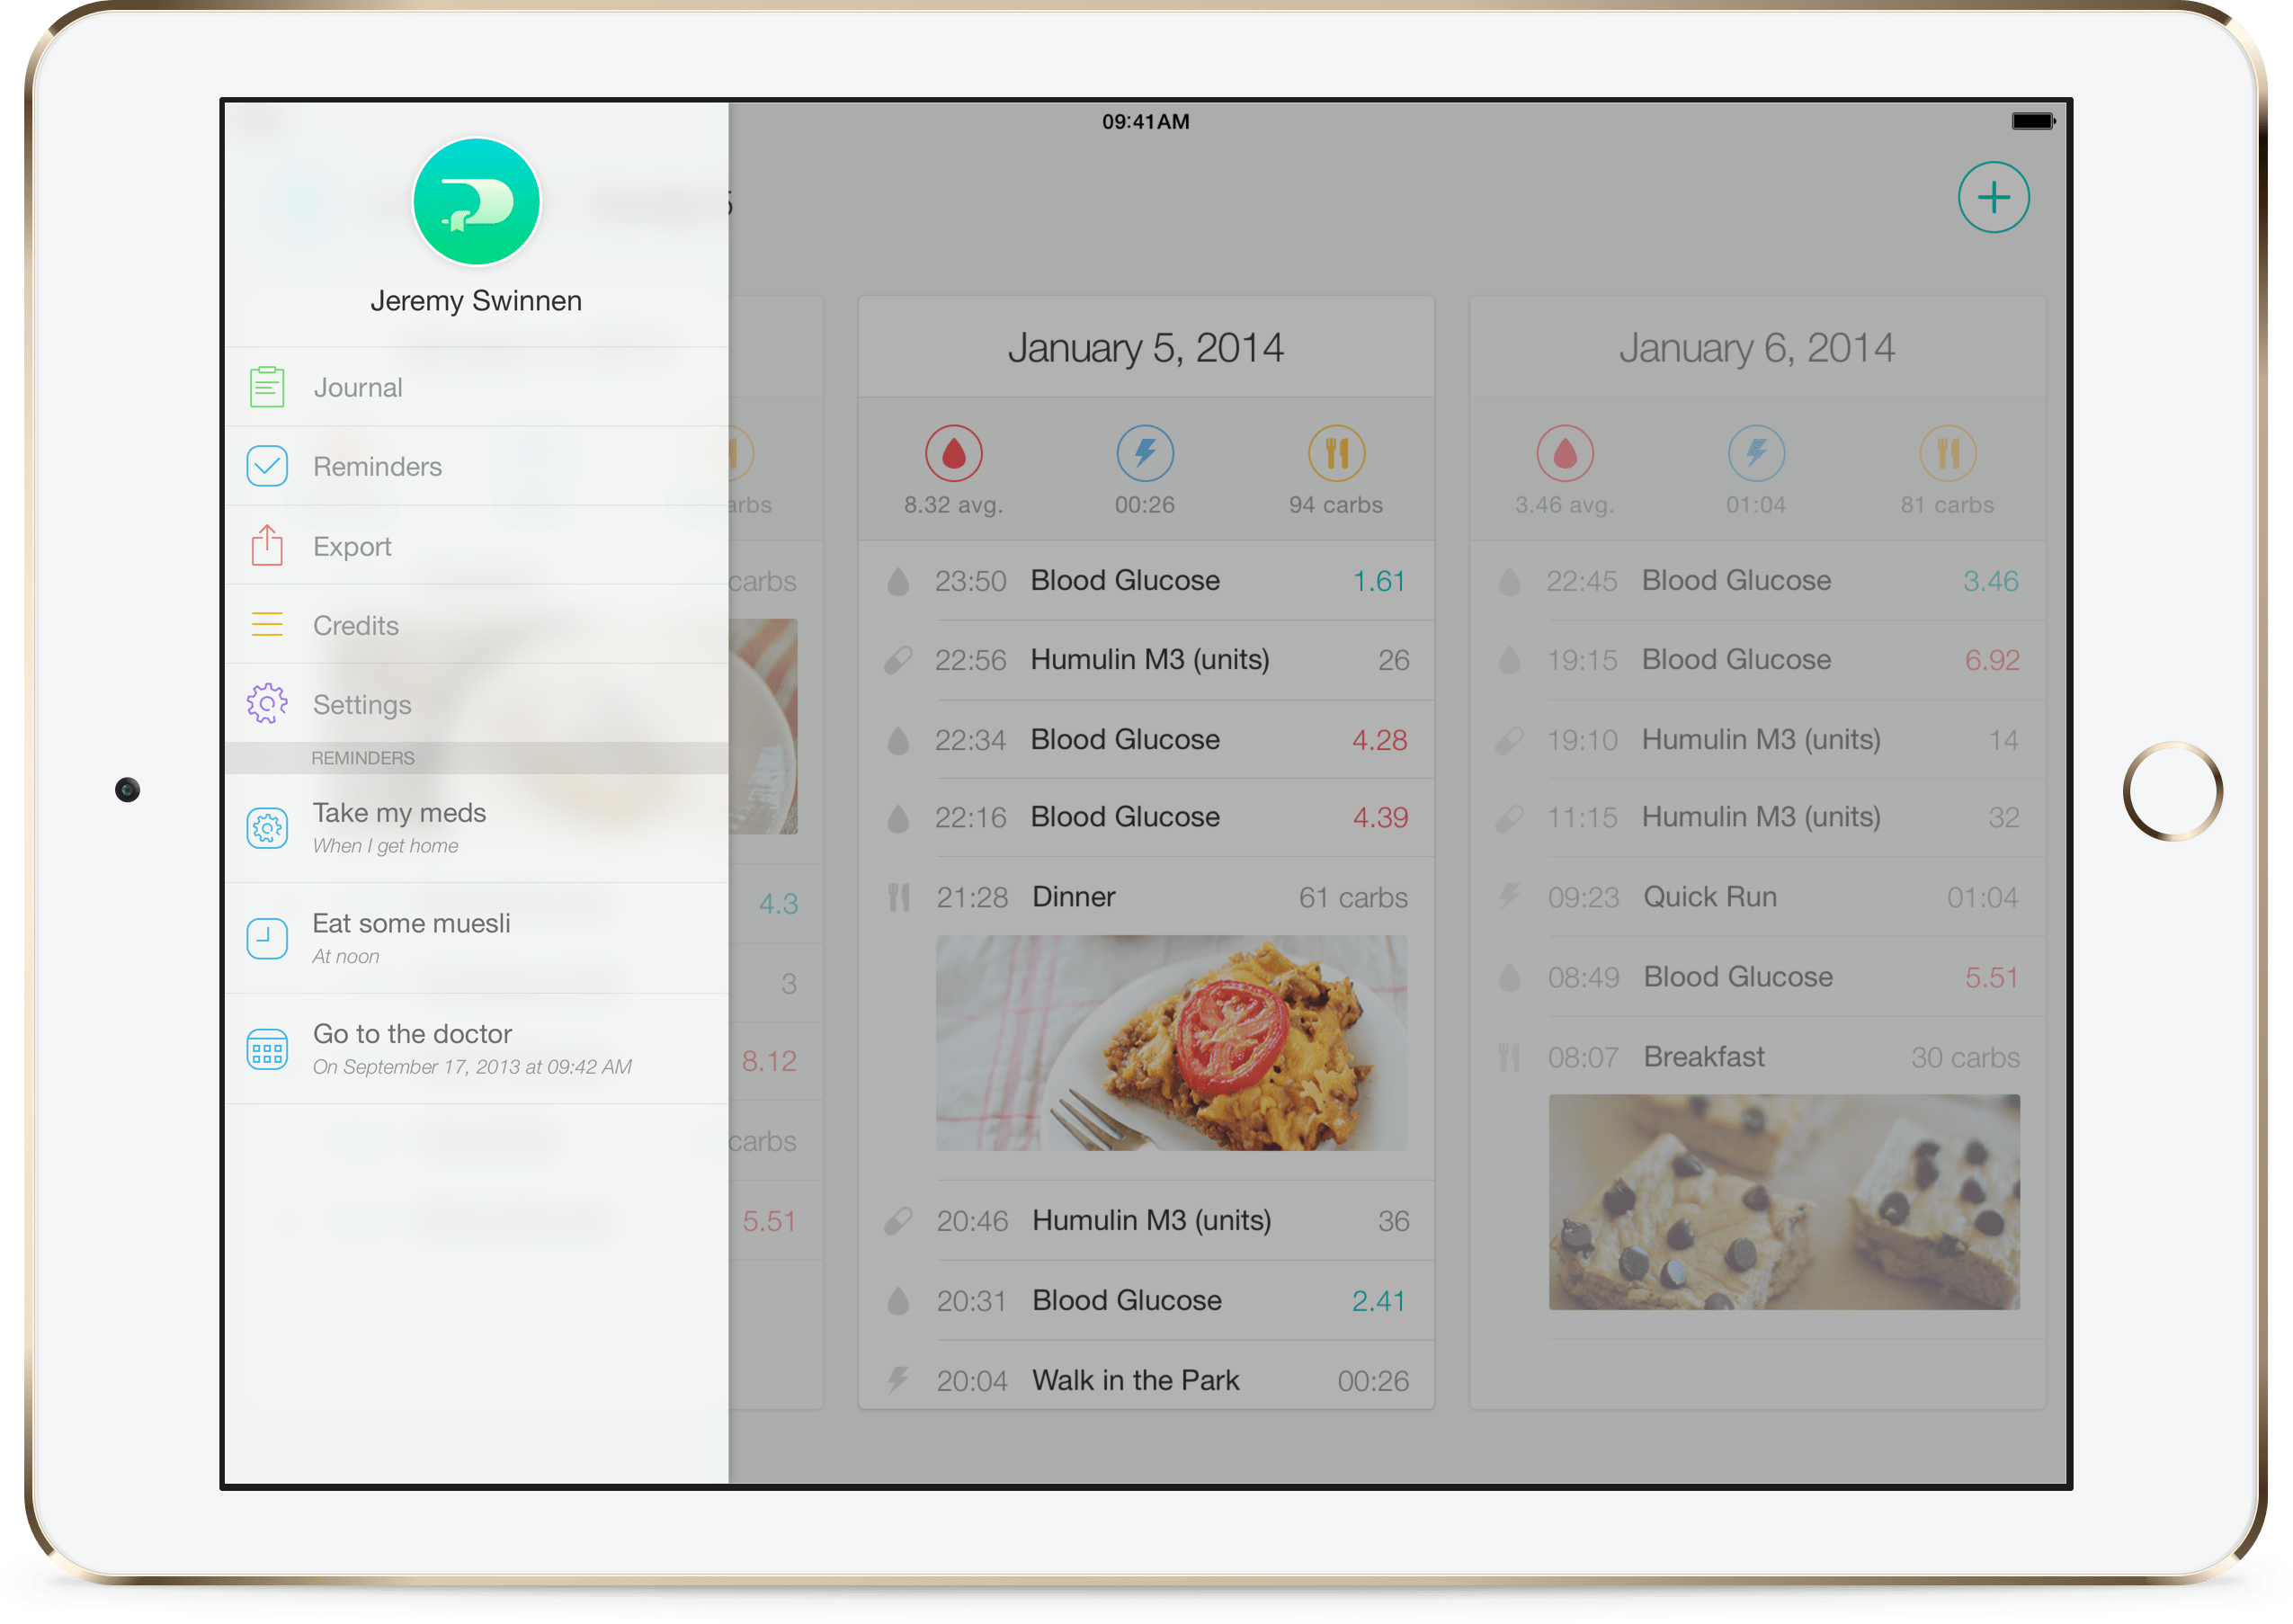 09:41AM
Jeremy Swinnen
Journal
Reminders
Export
Credits
Settings
REMINDERS
Take my meds
When I get home
Eat some muesli
At noon
Go to the doctor
On September 17, 2013 at 09:42 AM
5
carbs
4.3
3
8.12
carbs
5.51
January 5, 2014
8.32 avg. 00:26 94 carbs
23:50 Blood Glucose 1.61
22:56 Humulin M3 (units) 26
22:34 Blood Glucose 4.28
22:16 Blood Glucose 4.39
21:28 Dinner 61 carbs
20:46 Humulin M3 (units) 36
20:31 Blood Glucose 2.41
20:04 Walk in the Park 00:26
January 6, 2014
3.46 avg. 01:04 81 carbs
22:45 Blood Glucose 3.46
19:15 Blood Glucose 6.92
19:10 Humulin M3 (units) 14
11:15 Humulin M3 (units) 32
09:23 Quick Run 01:04
08:49 Blood Glucose 5.51
08:07 Breakfast 30 carbs